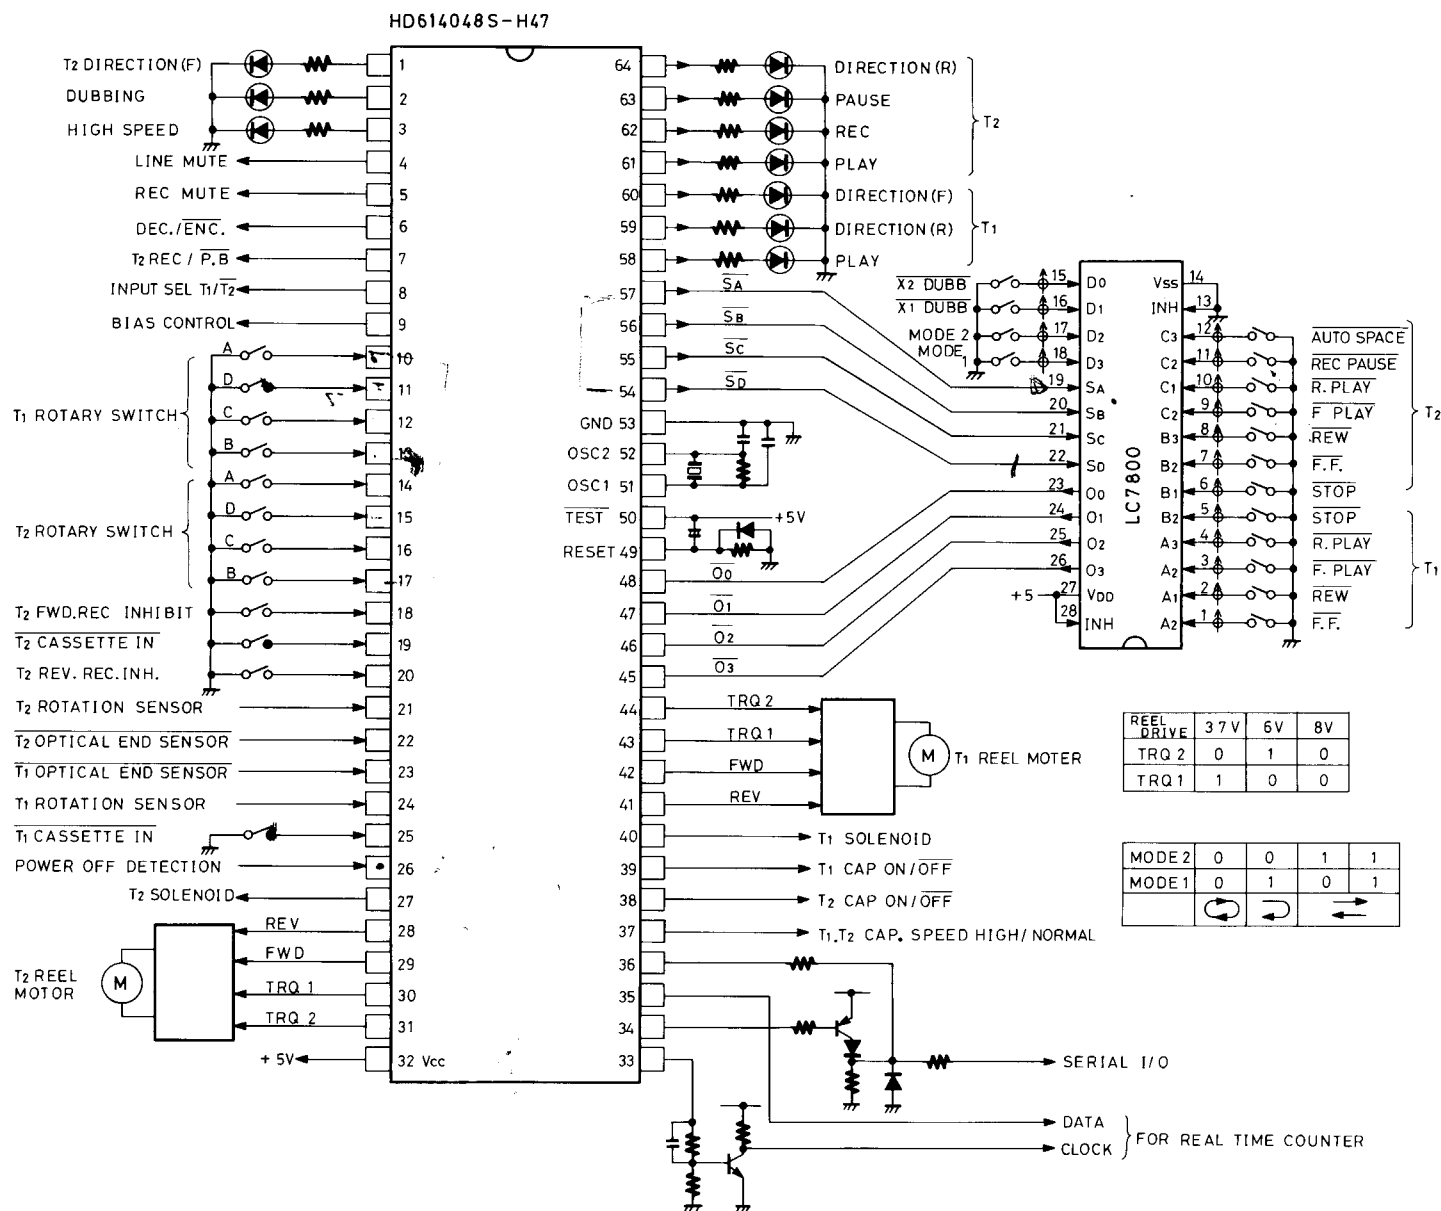 HD614048S-H47
T2 DIRECTION(F)
DUBBING
HIGH SPEED
LINE MUTE
REC MUTE
DEC./ENC.
T2 REC / P.B
INPUT SEL T1/T2
BIAS CONTROL
A
D
C
B
T1 ROTARY SWITCH
A
D
C
B
T2 ROTARY SWITCH
T2 FWD.REC INHIBIT
T2 CASSETTE IN
T2 REV. REC.INH.
T2 ROTATION SENSOR
T2 OPTICAL END SENSOR
T1 OPTICAL END SENSOR
T1 ROTATION SENSOR
T1 CASSETTE IN
POWER OFF DETECTION
T2 SOLENOID
REV
FWD
TRQ 1
TRQ 2
T2 REEL
MOTOR
M
+ 5V
1
2
3
4
5
6
7
8
9
10
11
12
13
14
15
16
17
18
19
20
21
22
23
24
25
26
27
28
29
30
31
32 Vcc
64
63
62
61
60
59
58
57
56
55
54
GND 53
OSC2 52
OSC1 51
TEST 50
RESET 49
48
47
46
45
44
43
42
41
40
39
38
37
36
35
34
33
DIRECTION (R)
PAUSE
REC
PLAY
T2
DIRECTION(F)
DIRECTION(R)
PLAY
T1
SA
SB
SC
SD
+5V
O0
O1
O2
O3
TRQ 2
TRQ 1
FWD
REV
M
T1 REEL MOTER
T1 SOLENOID
T1 CAP ON/OFF
T2 CAP ON/OFF
T1.T2 CAP. SPEED HIGH/ NORMAL
SERIAL I/O
DATA
CLOCK
FOR REAL TIME COUNTER
X2 DUBB
X1 DUBB
MODE 2
MODE 1
15 D0
16 D1
17 D2
18 D3
19 SA
20 SB
21 SC
22 SD
23 O0
24 O1
25 O2
26 O3
+5 27 VDD
28 INH
LC7800
VSS 14
INH 13
C3 12 AUTO SPACE
C2 11 REC PAUSE
C1 10 R. PLAY
C2 9 F PLAY
B3 8 REW
B2 7 F.F.
B1 6 STOP
T2
B2 5 STOP
A3 4 R.PLAY
A2 3 F. PLAY
A1 2 REW
A2 1 F.F.
T1
REEL DRIVE 37V 6V 8V
TRQ 2 0 1 0
TRQ 1 1 0 0
MODE2 0 0 1 1
MODE1 0 1 0 1